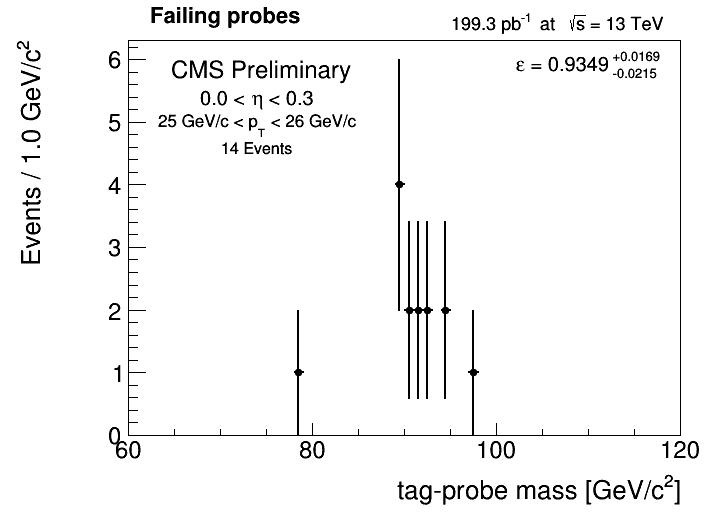 Failing probes
199.3 pb⁻¹ at √s = 13 TeV
CMS Preliminary
0.0 < η < 0.3
25 GeV/c < p_T < 26 GeV/c
14 Events
ε = 0.9349 +0.0169 -0.0215
Events / 1.0 GeV/c²
6
5
4
3
2
1
0
60 80 100 120
tag-probe mass [GeV/c²]